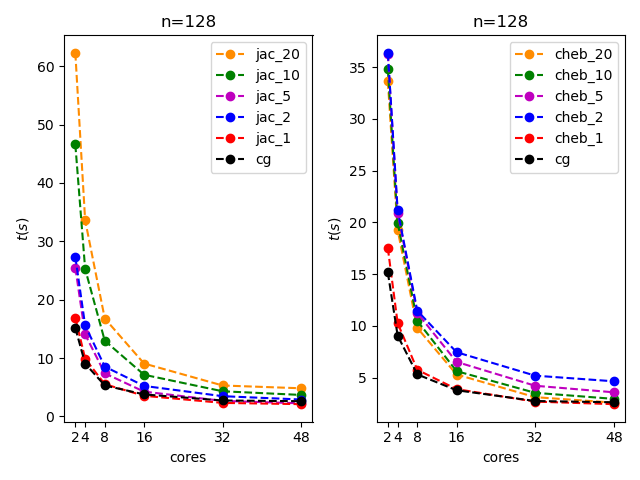 n=128
60
50
40
30
20
10
0
t(s)
2 4 8 16 32 48
cores
jac_20
jac_10
jac_5
jac_2
jac_1
cg
n=128
35
30
25
20
15
10
5
t(s)
2 4 8 16 32 48
cores
cheb_20
cheb_10
cheb_5
cheb_2
cheb_1
cg